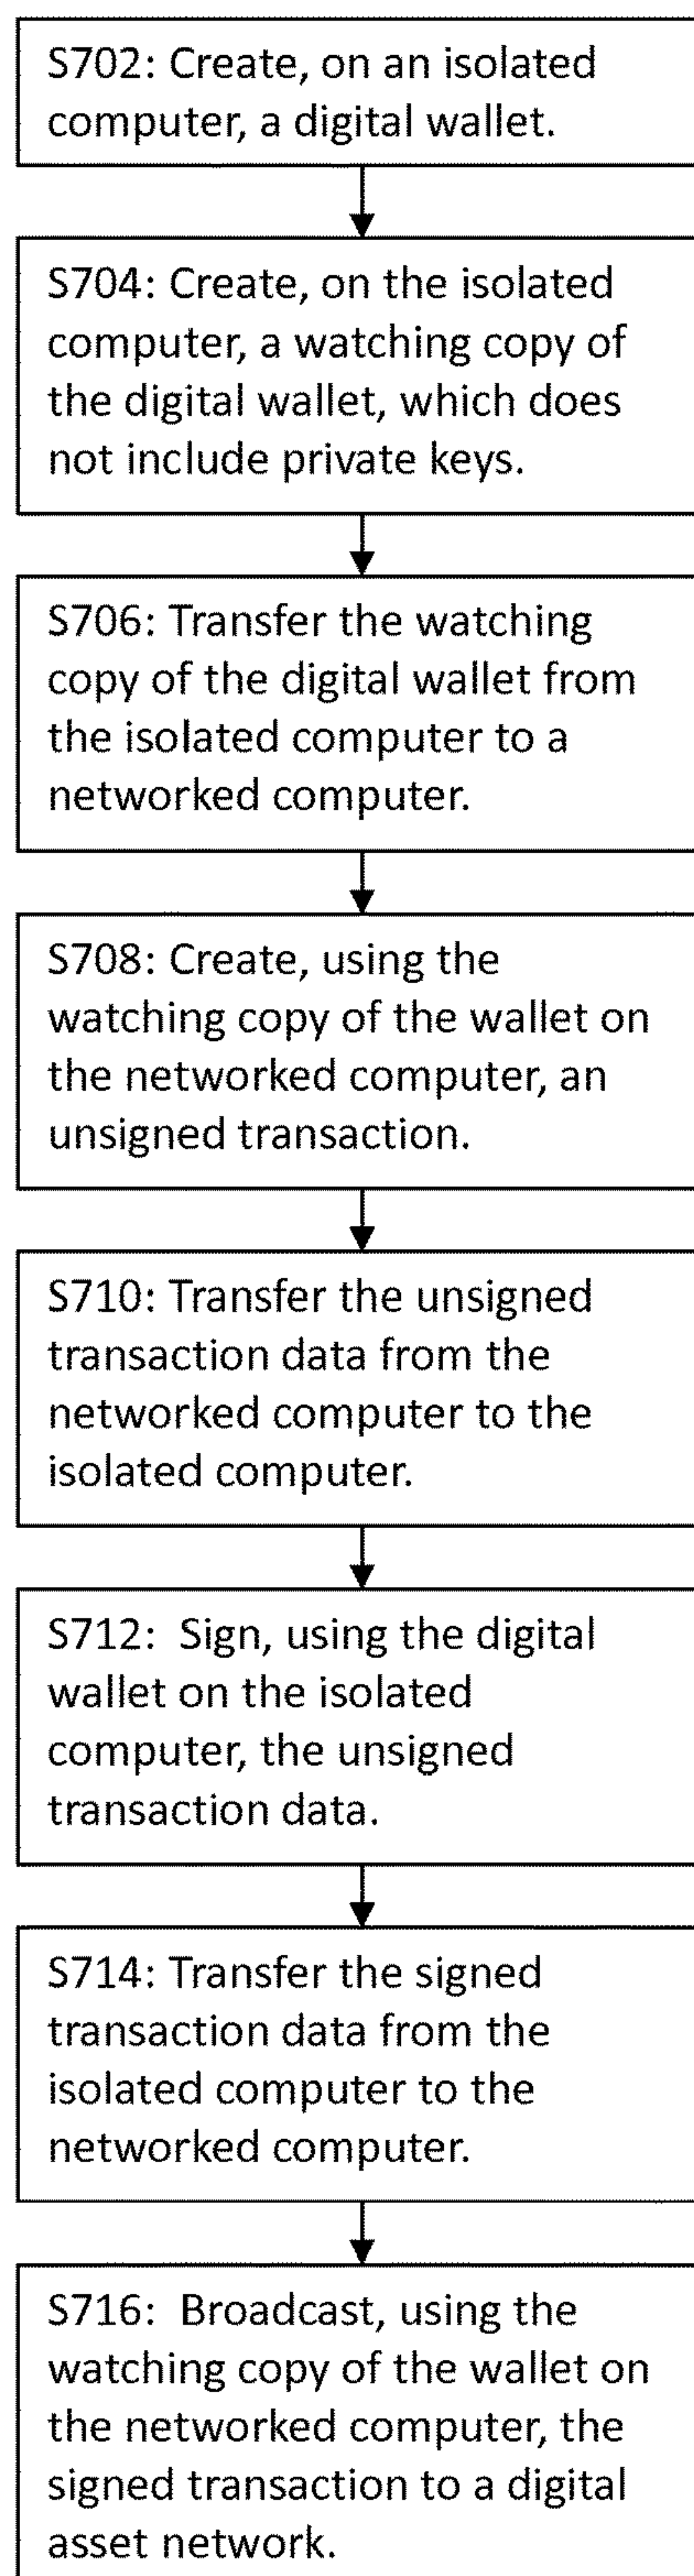 S702: Create, on an isolated
computer, a digital wallet.
S704: Create, on the isolated
computer, a watching copy of
the digital wallet, which does
not include private keys.
S706: Transfer the watching
copy of the digital wallet from
the isolated computer to a
networked computer.
S708: Create, using the
watching copy of the wallet on
the networked computer, an
unsigned transaction.
S710: Transfer the unsigned
transaction data from the
networked computer to the
isolated computer.
S712:  Sign, using the digital
wallet on the isolated
computer, the unsigned
transaction data.
S714: Transfer the signed
transaction data from the
isolated computer to the
networked computer.
S716:  Broadcast, using the
watching copy of the wallet on
the networked computer, the
signed transaction to a digital
asset network.